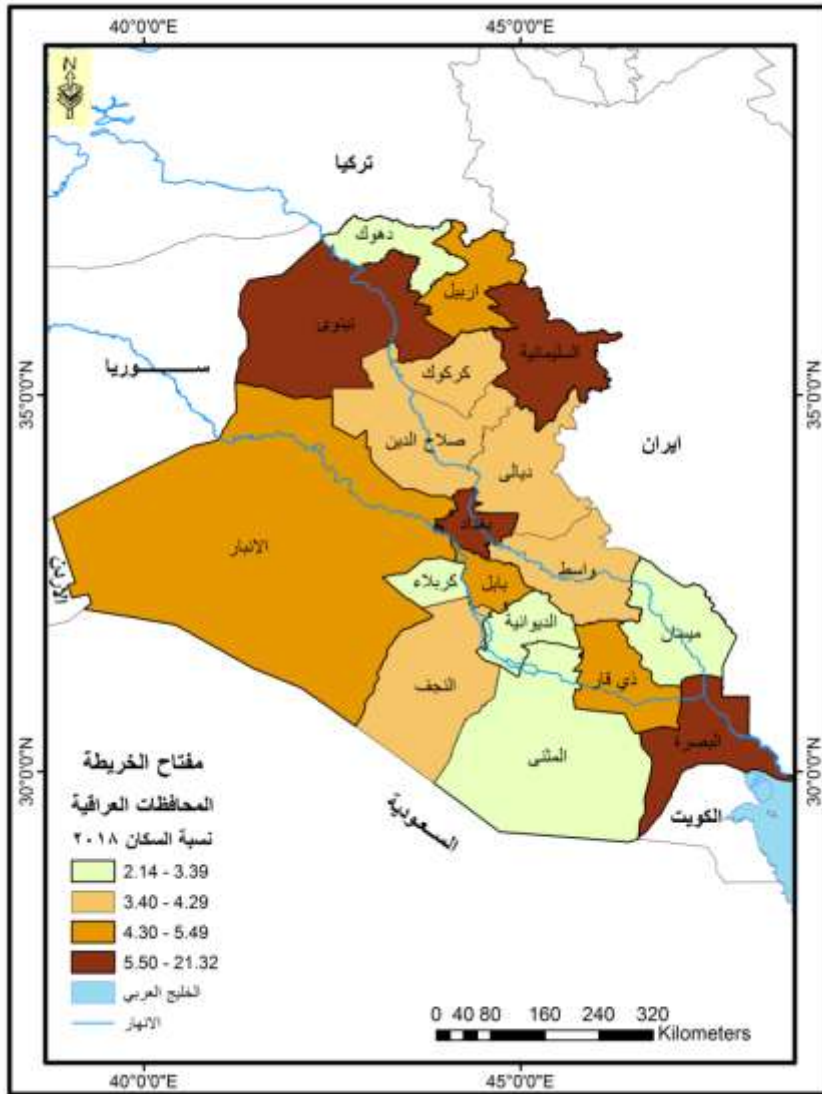 40°0'0"E
45°0'0"E
N
تركيا
دهوك
اربيل
نينوى
السليمانية
كركوك
ســـــــوريا
35°0'0"N
35°0'0"N
صلاح الدين
ايران
ديالى
بغداد
الانبار
واسط
كربلاء
بابل
الاردن
الديوانية
ميسان
النجف
ذي قار
البصرة
المثنى
30°0'0"N
30°0'0"N
الكويت
السـعودية
مفتاح الخريطة
المحافظات العراقية
نسبة السكان ٢٠١٨
2.14 - 3.39
3.40 - 4.29
4.30 - 5.49
5.50 - 21.32
الخليج العربي
الانهار
0 40 80 160 240 320
Kilometers
40°0'0"E
45°0'0"E